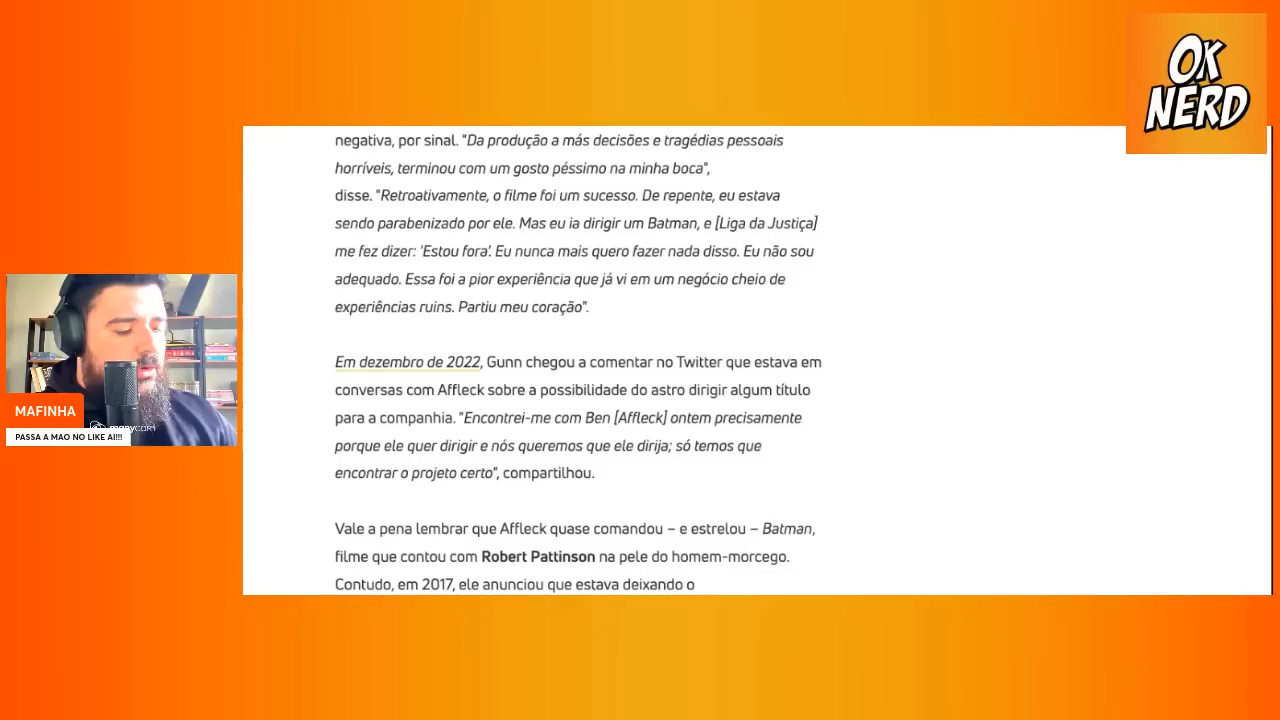 OK
NERD
negativa, por sinal. "Da produção a más decisões e tragédias pessoais
horríveis, terminou com um gosto péssimo na minha boca",
disse. "Retroativamente, o filme foi um sucesso. De repente, eu estava
sendo parabenizado por ele. Mas eu ia dirigir um Batman, e [Liga da Justiça]
me fez dizer: 'Estou fora'. Eu nunca mais quero fazer nada disso. Eu não sou
adequado. Essa foi a pior experiência que já vi em um negócio cheio de
experiências ruins. Partiu meu coração".
Em dezembro de 2022, Gunn chegou a comentar no Twitter que estava em
conversas com Affleck sobre a possibilidade do astro dirigir algum título
para a companhia. "Encontrei-me com Ben [Affleck] ontem precisamente
porque ele quer dirigir e nós queremos que ele dirija; só temos que
encontrar o projeto certo", compartilhou.
Vale a pena lembrar que Affleck quase comandou – e estrelou – Batman,
filme que contou com Robert Pattinson na pele do homem-morcego.
Contudo, em 2017, ele anunciou que estava deixando o
MAFINHA
PASSA A MAO NO LIKE AI!!!